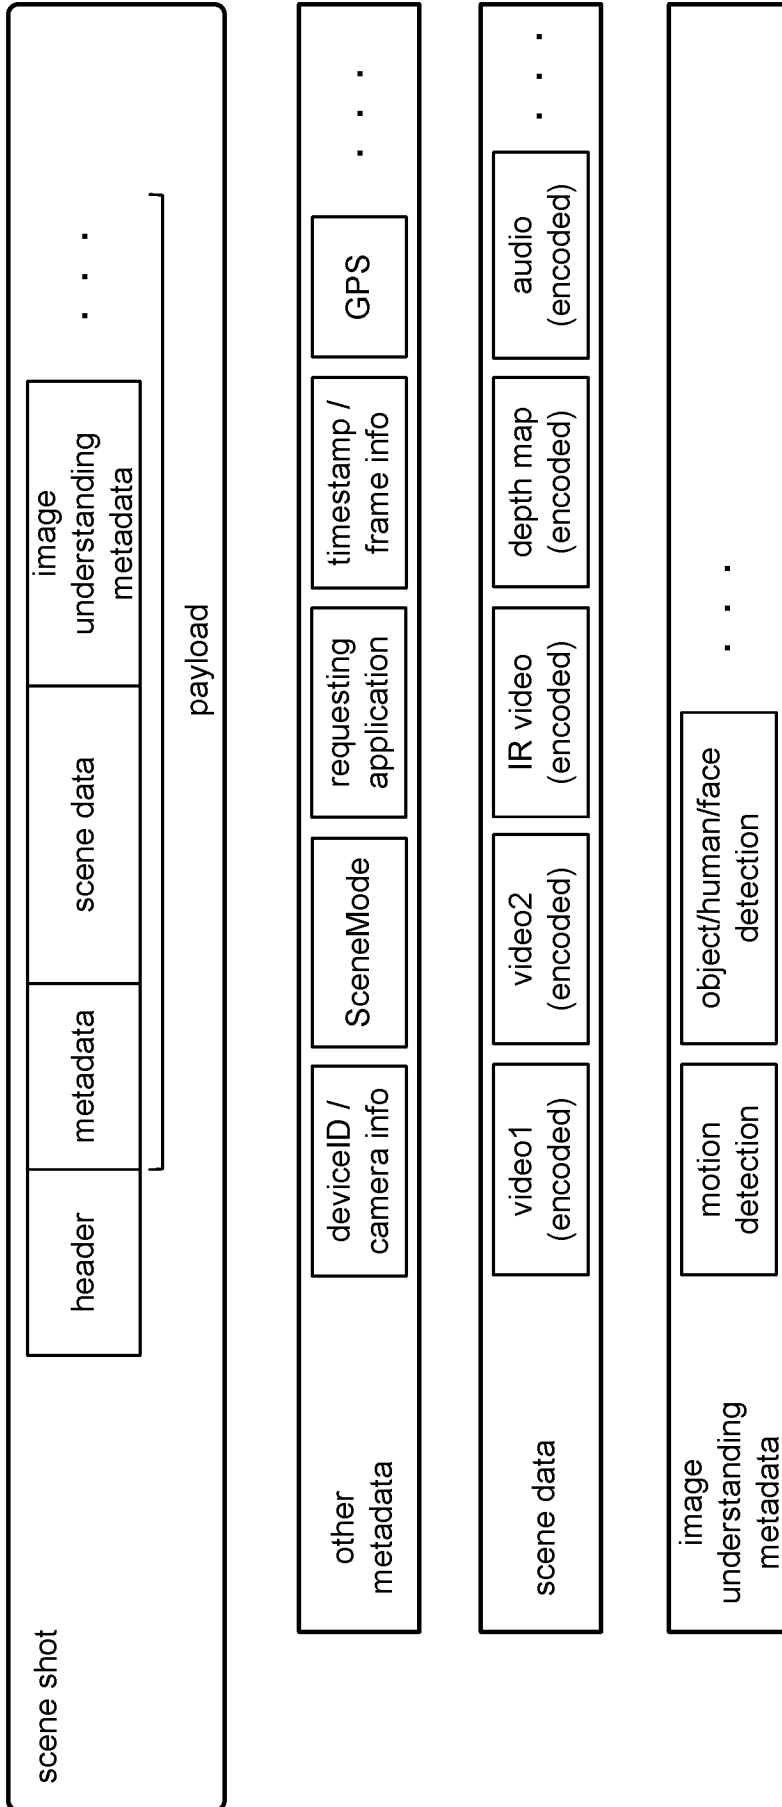 scene shot
header
metadata
scene data
image
understanding
metadata
. . .
payload
other
metadata
deviceID /
camera info
SceneMode
requesting
application
timestamp /
frame info
GPS
. . .
scene data
video1
(encoded)
video2
(encoded)
IR video
(encoded)
depth map
(encoded)
audio
(encoded)
. . .
image
understanding
metadata
motion
detection
object/human/face
detection
. . .